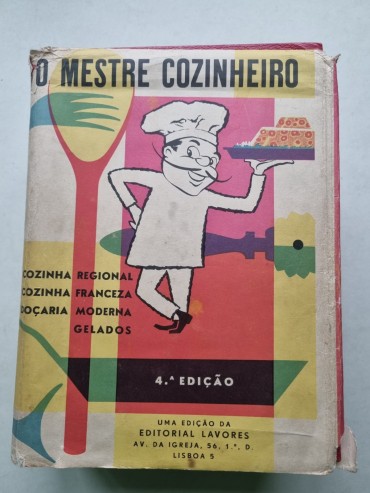 O MESTRE COZINHEIRO
COZINHA REGIONAL
COZINHA FRANCEZA
DOÇARIA MODERNA
GELADOS
4.ª EDIÇÃO
UMA EDIÇÃO DA
EDITORIAL LAVORES
AV. DA IGREJA, 56, 1.º, D.
LISBOA 5